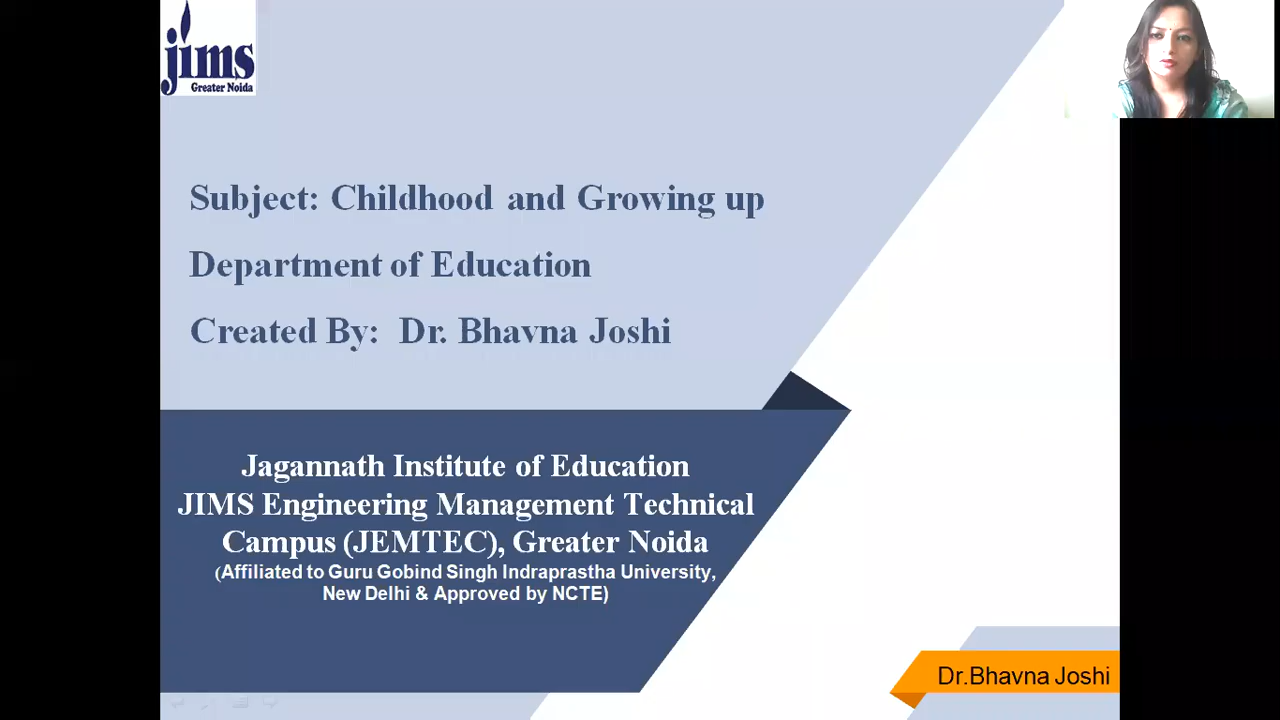 jims
Greater Noida
Subject: Childhood and Growing up
Department of Education
Created By: Dr. Bhavna Joshi
Jagannath Institute of Education
JIMS Engineering Management Technical
Campus (JEMTEC), Greater Noida
(Affiliated to Guru Gobind Singh Indraprastha University,
New Delhi & Approved by NCTE)
Dr.Bhavna Joshi